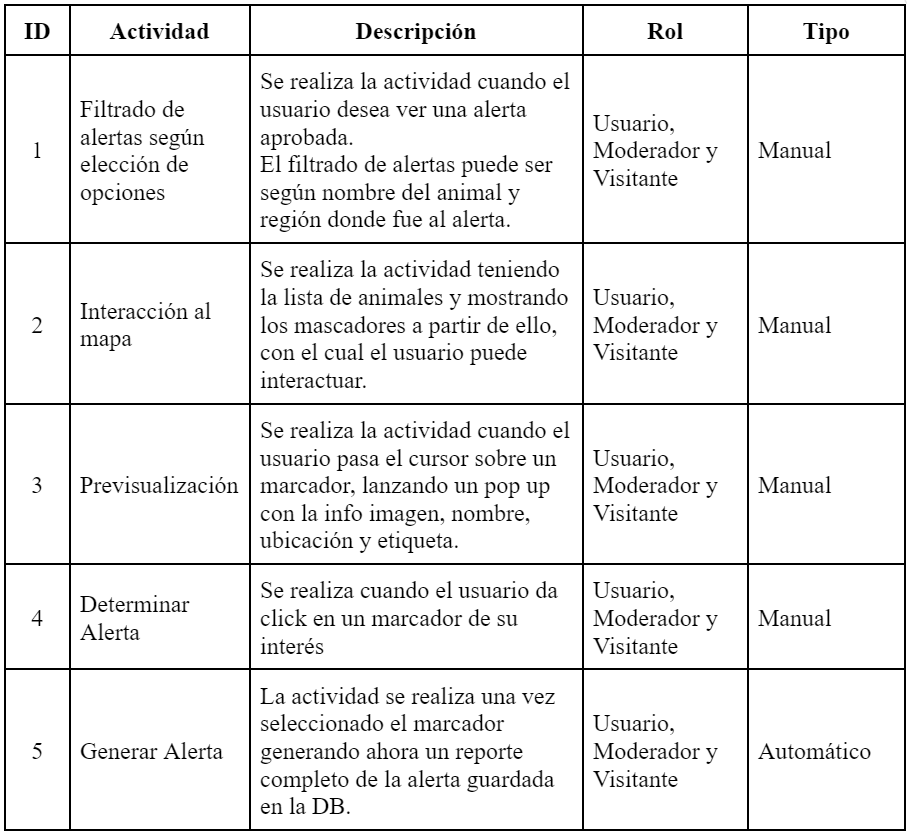 ID Actividad Descripción Rol Tipo
1
Filtrado de
alertas según
elección de
opciones
Se realiza la actividad cuando el
usuario desea ver una alerta
aprobada.
El filtrado de alertas puede ser
según nombre del animal y
región donde fue al alerta.
Usuario,
Moderador y
Visitante
Manual
2
Interacción al
mapa
Se realiza la actividad teniendo
la lista de animales y mostrando
los mascadores a partir de ello,
con el cual el usuario puede
interactuar.
Usuario,
Moderador y
Visitante
Manual
3
Previsualización
Se realiza la actividad cuando el
usuario pasa el cursor sobre un
marcador, lanzando un pop up
con la info imagen, nombre,
ubicación y etiqueta.
Usuario,
Moderador y
Visitante
Manual
4
Determinar
Alerta
Se realiza cuando el usuario da
click en un marcador de su
interés
Usuario,
Moderador y
Visitante
Manual
5
Generar Alerta
La actividad se realiza una vez
seleccionado el marcador
generando ahora un reporte
completo de la alerta guardada
en la DB.
Usuario,
Moderador y
Visitante
Automático